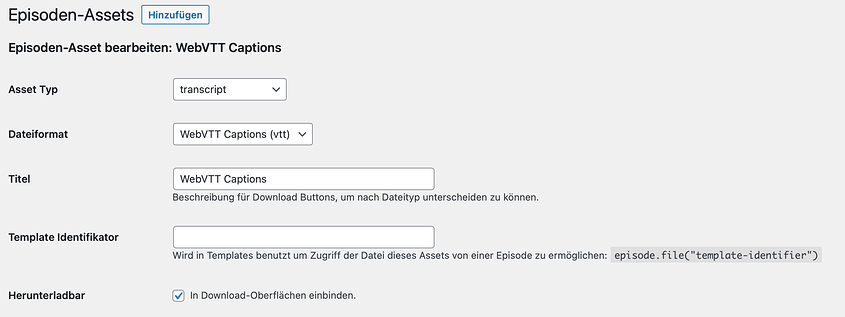 Episoden-Assets Hinzufügen
Episoden-Asset bearbeiten: WebVTT Captions
Asset Typ transcript
Dateiformat WebVTT Captions (vtt)
Titel WebVTT Captions
Beschreibung für Download Buttons, um nach Dateityp unterscheiden zu können.
Template Identifikator
Wird in Templates benutzt um Zugriff der Datei dieses Assets von einer Episode zu ermöglichen: episode.file("template-identifier")
Herunterladbar In Download-Oberflächen einbinden.